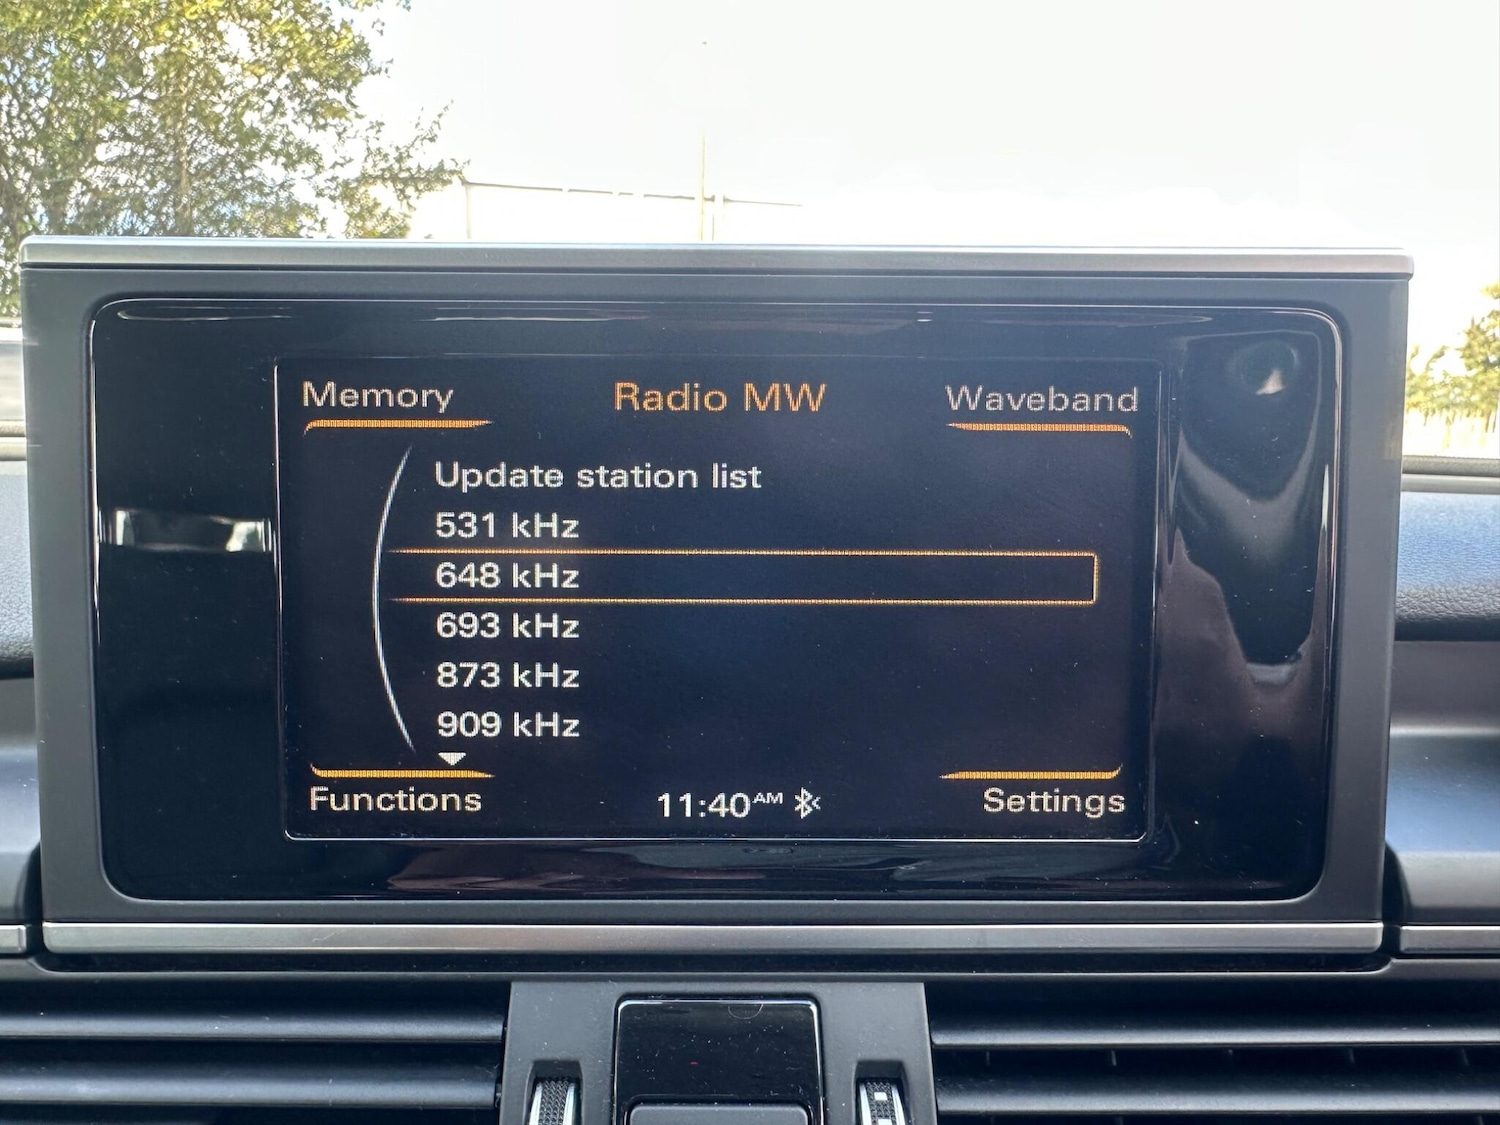 Memory Radio MW Waveband
Update station list
531 kHz
648 kHz
693 kHz
873 kHz
909 kHz
Functions 11:40 AM Settings